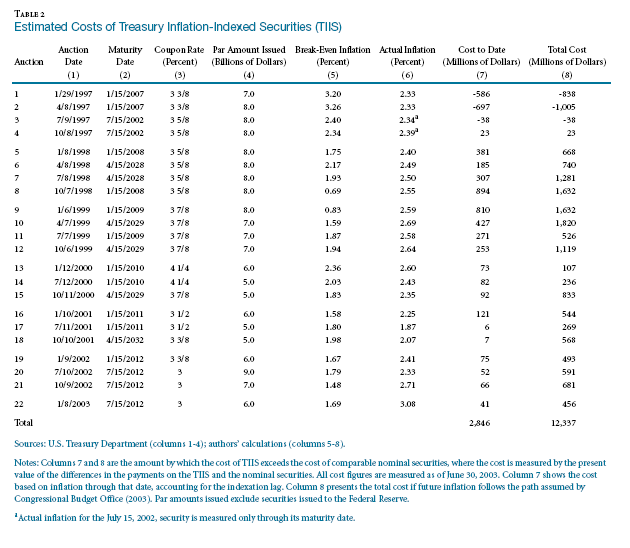 TABLE 2
Estimated Costs of Treasury Inflation-Indexed Securities (TIIS)
Auction Maturity Coupon Rate Par Amount Issued Break-Even Inflation Actual Inflation Cost to Date Total Cost
Auction Date Date (Percent) (Billions of Dollars) (Percent) (Percent) (Millions of Dollars) (Millions of Dollars)
(1) (2) (3) (4) (5) (6) (7) (8)
1 1/29/1997 1/15/2007 3 3/8 7.0 3.20 2.33 -586 -838
2 4/8/1997 1/15/2007 3 3/8 8.0 3.26 2.33 -697 -1,005
3 7/9/1997 7/15/2002 3 5/8 8.0 2.40 2.34a -38 -38
4 10/8/1997 7/15/2002 3 5/8 8.0 2.34 2.39a 23 23
5 1/8/1998 1/15/2008 3 5/8 8.0 1.75 2.40 381 668
6 4/8/1998 4/15/2028 3 5/8 8.0 2.17 2.49 185 740
7 7/8/1998 4/15/2028 3 5/8 8.0 1.93 2.50 307 1,281
8 10/7/1998 1/15/2008 3 5/8 8.0 0.69 2.55 894 1,632
9 1/6/1999 1/15/2009 3 7/8 8.0 0.83 2.59 810 1,632
10 4/7/1999 4/15/2029 3 7/8 7.0 1.59 2.69 427 1,820
11 7/7/1999 1/15/2009 3 7/8 7.0 1.87 2.58 271 526
12 10/6/1999 4/15/2029 3 7/8 7.0 1.94 2.64 253 1,119
13 1/12/2000 1/15/2010 4 1/4 6.0 2.36 2.60 73 107
14 7/12/2000 1/15/2010 4 1/4 5.0 2.03 2.43 82 236
15 10/11/2000 4/15/2029 3 7/8 5.0 1.83 2.35 92 833
16 1/10/2001 1/15/2011 3 1/2 6.0 1.58 2.25 121 544
17 7/11/2001 1/15/2011 3 1/2 5.0 1.80 1.87 6 269
18 10/10/2001 4/15/2032 3 3/8 5.0 1.98 2.07 7 568
19 1/9/2002 1/15/2012 3 3/8 6.0 1.67 2.41 75 493
20 7/10/2002 7/15/2012 3 9.0 1.79 2.33 52 591
21 10/9/2002 7/15/2012 3 7.0 1.48 2.71 66 681
22 1/8/2003 7/15/2012 3 6.0 1.69 3.08 41 456
Total 2,846 12,337
Sources: U.S. Treasury Department (columns 1-4); authors' calculations (columns 5-8).
Notes: Columns 7 and 8 are the amount by which the cost of TIIS exceeds the cost of comparable nominal securities, where the cost is measured by the present
value of the differences in the payments on the TIIS and the nominal securities. All cost figures are measured as of June 30, 2003. Column 7 shows the cost
based on inflation through that date, accounting for the indexation lag. Column 8 presents the total cost if future inflation follows the path assumed by
Congressional Budget Office (2003). Par amounts issued exclude securities issued to the Federal Reserve.
aActual inflation for the July 15, 2002, security is measured only through its maturity date.